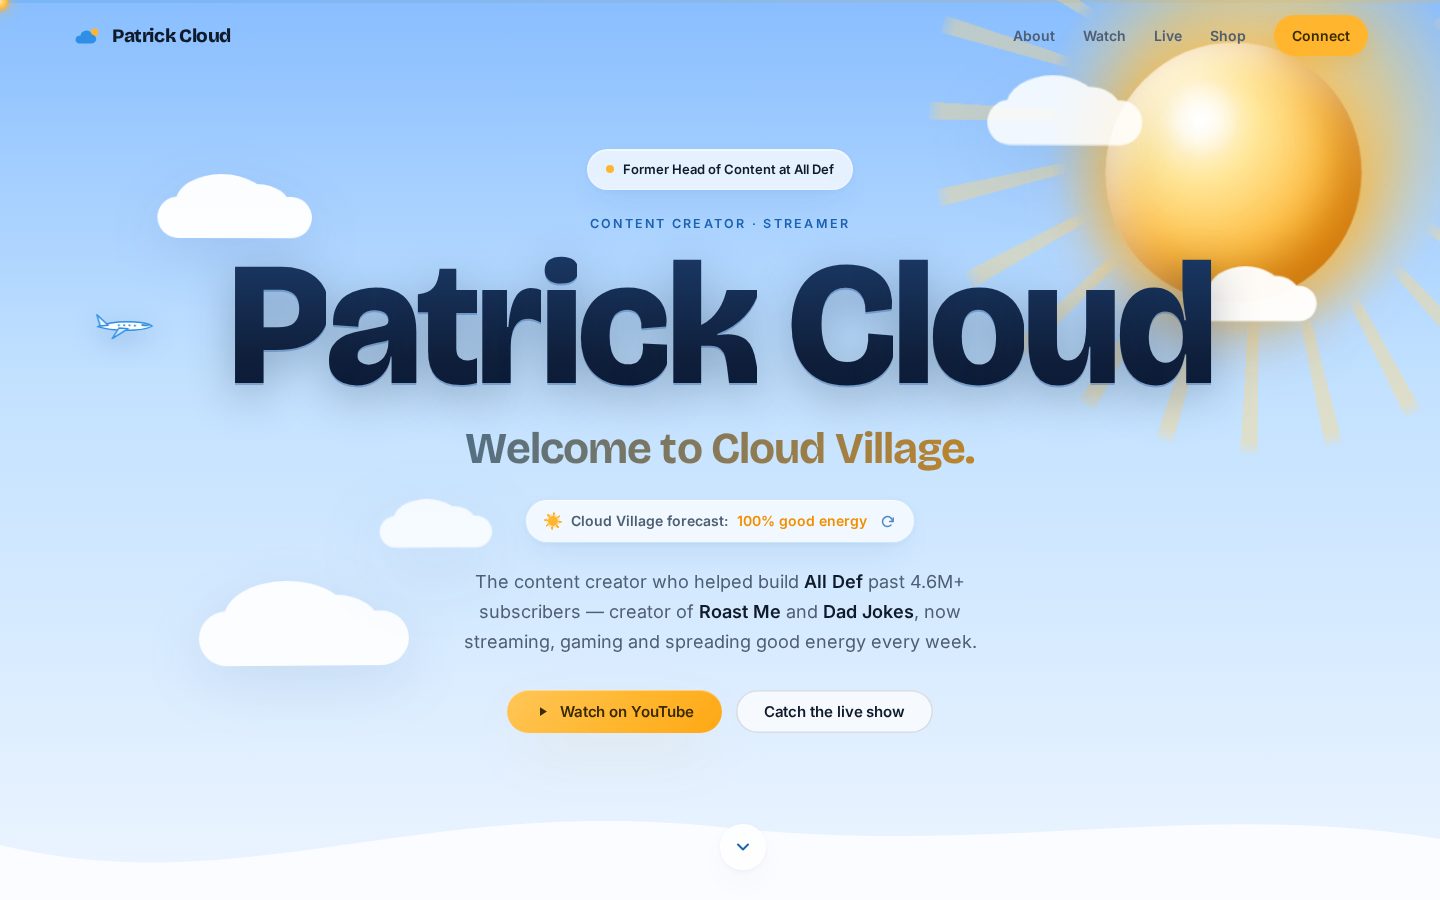 Patrick Cloud
About
Watch
Live
Shop
Connect
Former Head of Content at All Def
CONTENT CREATOR · STREAMER
Patrick Cloud
Welcome to Cloud Village.
Cloud Village forecast: 100% good energy
The content creator who helped build All Def past 4.6M+
subscribers — creator of Roast Me and Dad Jokes, now
streaming, gaming and spreading good energy every week.
Watch on YouTube
Catch the live show